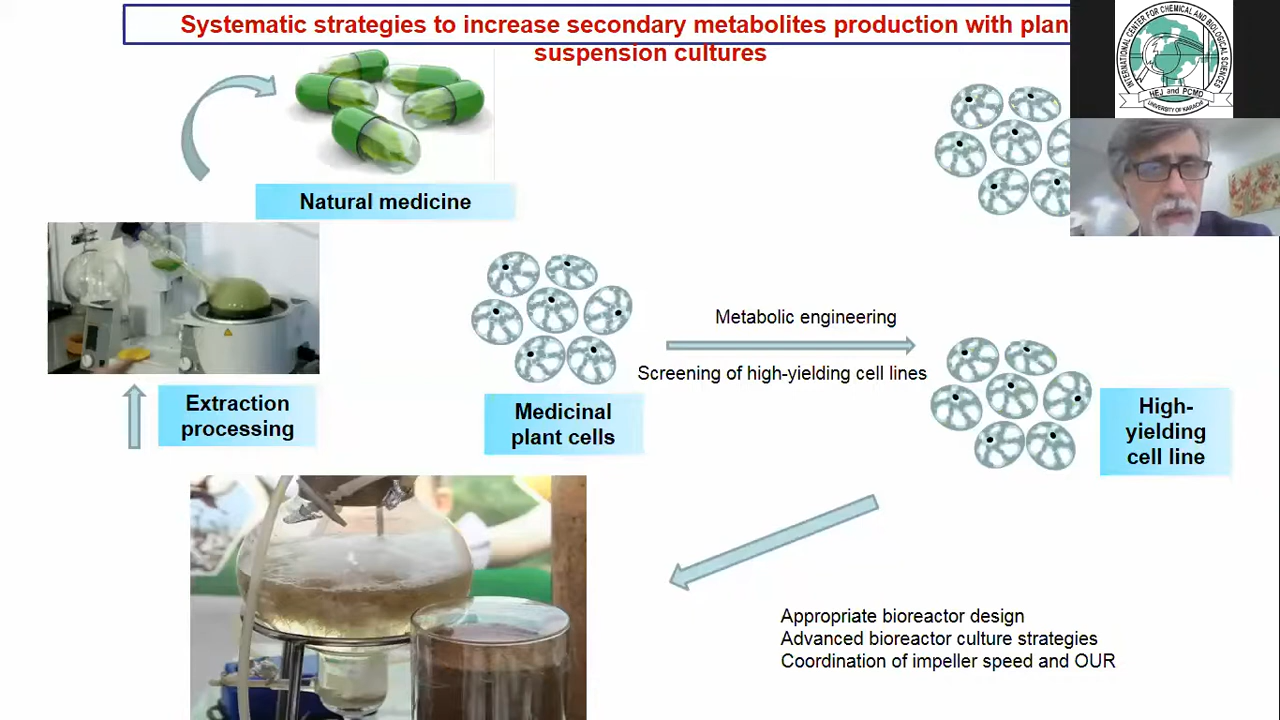 Systematic strategies to increase secondary metabolites production with plant
suspension cultures
INTERNATIONAL CENTER FOR CHEMICAL AND BIOLOGICAL SCIENCES
HEJ and PCMD
UNIVERSITY OF KARACHI
Natural medicine
Metabolic engineering
Screening of high-yielding cell lines
Extraction
processing
Medicinal
plant cells
High-
yielding
cell line
Appropriate bioreactor design
Advanced bioreactor culture strategies
Coordination of impeller speed and OUR